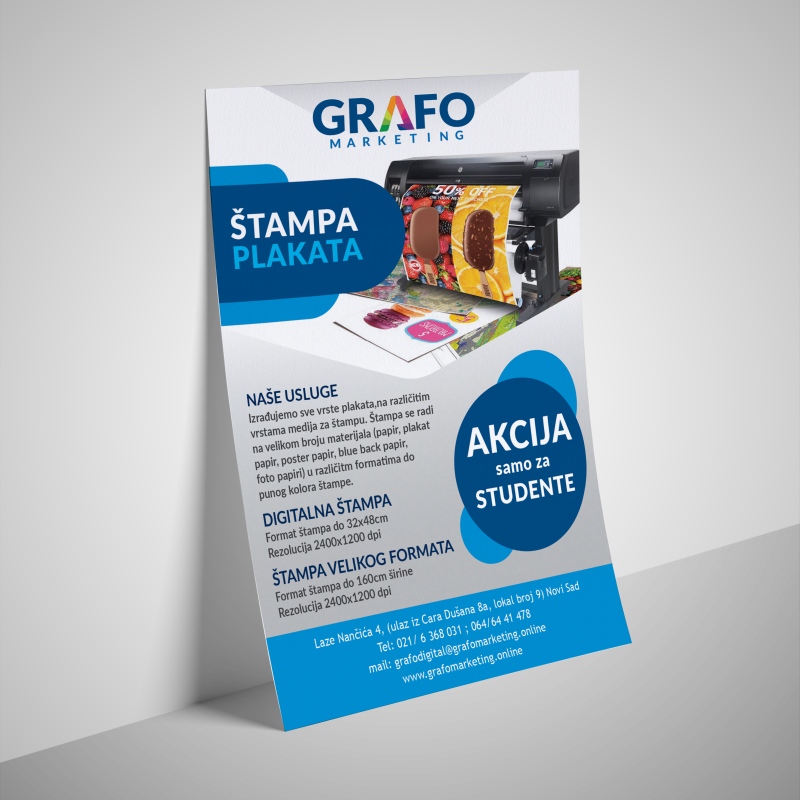 GRAFO
MARKETING
ŠTAMPA
PLAKATA
50% OFF
NAŠE USLUGE
Izrađujemo sve vrste plakata,na različitim
vrstama medija za štampu. Štampa se radi
na velikom broju materijala (papir, plakat
papir, poster papir, blue back papir,
foto papiri) u različitm formatima do
punog kolora štampe.
DIGITALNA ŠTAMPA
Format štampa do 32x48cm
Rezolucija 2400x1200 dpi
ŠTAMPA VELIKOG FORMATA
Format štampa do 160cm širine
Rezolucija 2400x1200 dpi
AKCIJA
samo za
STUDENTE
Laze Nančića 4, (ulaz iz Cara Dušana 8a, lokal broj 9) Novi Sad
Tel: 021/ 6 368 031 ; 064/64 41 478
mail: grafodigital@grafomarketing.online
www.grafomarketing.online